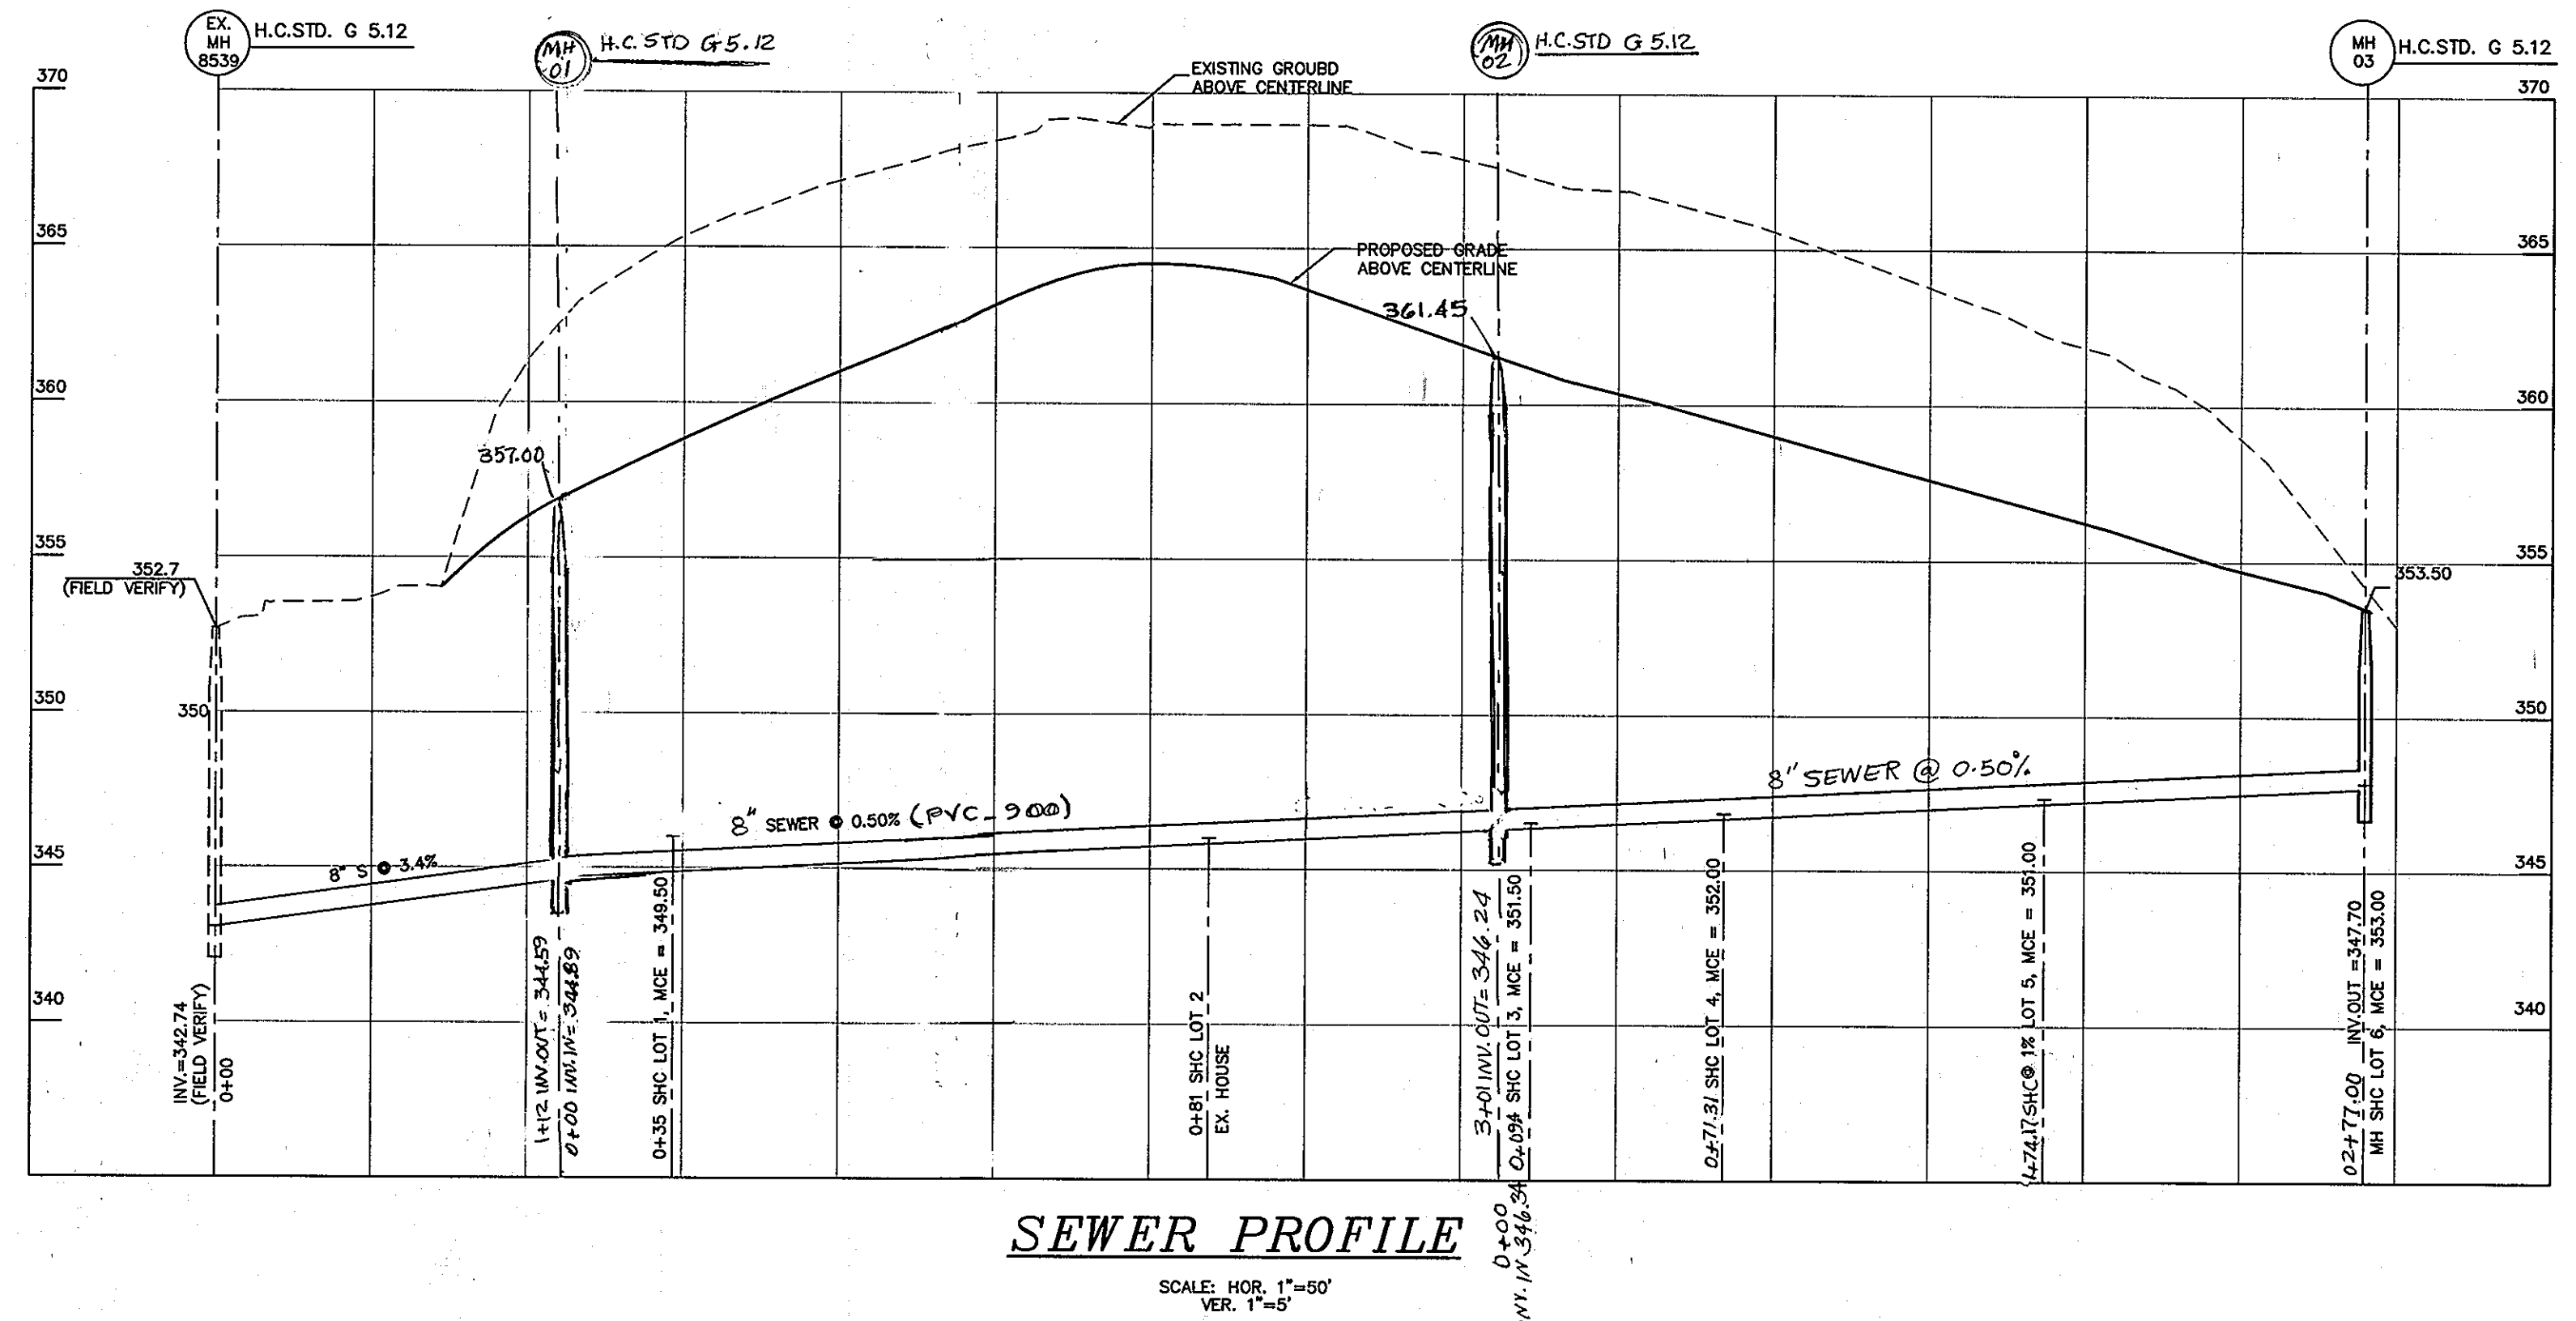 EX.
MH
8539
H.C.STD. G 5.12
MH
01
H.C. STD G 5.12
MH
02
H.C.STD G 5.12
MH
03
H.C.STD. G 5.12
EXISTING GROUBD
ABOVE CENTERLINE
370
370
365
365
PROPOSED GRADE
ABOVE CENTERLINE
361.45
360
360
357.00
355
355
352.7
(FIELD VERIFY)
353.50
350
350
350
8" SEWER @ 0.50%
8" SEWER @ 0.50% (PVC-900)
8" S @ 3.4%
345
345
340
340
INV.=342.74
(FIELD VERIFY)
0+00
1+12 INV.OUT= 344.59
0+00 INV.IN= 344.89
0+35 SHC LOT 1, MCE = 349.50
0+81 SHC LOT 2
EX. HOUSE
3+01 INV.OUT= 346.24
0+00
INV. IN 346.34
0+09.4 SHC LOT 3, MCE = 351.50
0+71.31 SHC LOT 4, MCE = 352.00
1+74.17 SHC@ 1% LOT 5, MCE = 351.00
02+77.00 INV.OUT =347.70
MH SHC LOT 6, MCE = 353.00
SEWER PROFILE
SCALE: HOR. 1"=50'
VER. 1"=5'